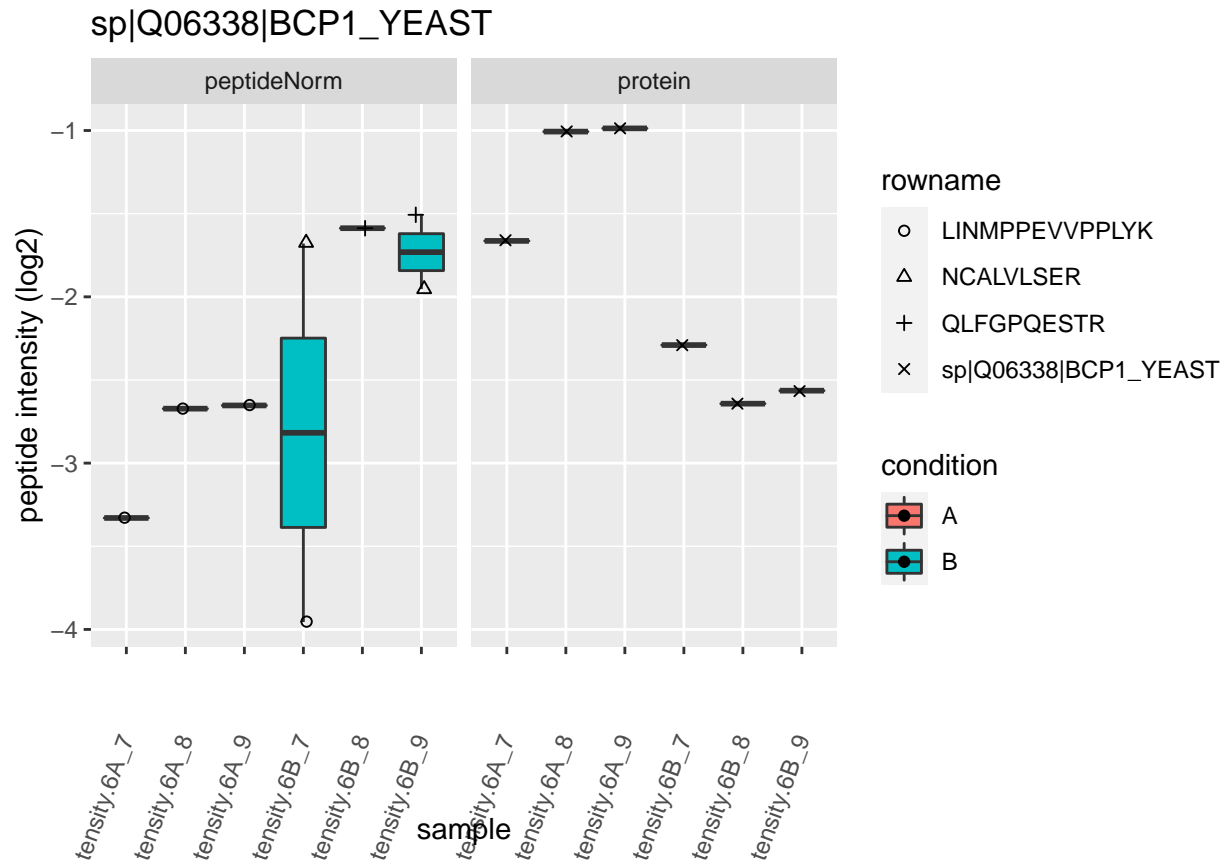 sp|Q06338|BCP1_YEAST
peptideNorm
protein
peptide intensity (log2)
−1
−2
−3
−4
tensity.6A_7
tensity.6A_8
tensity.6A_9
tensity.6B_7
tensity.6B_8
tensity.6B_9
tensity.6A_7
tensity.6A_8
tensity.6A_9
tensity.6B_7
tensity.6B_8
tensity.6B_9
sample
rowname
LINMPPEVVPPLYK
NCALVLSER
QLFGPQESTR
sp|Q06338|BCP1_YEAST
condition
A
B